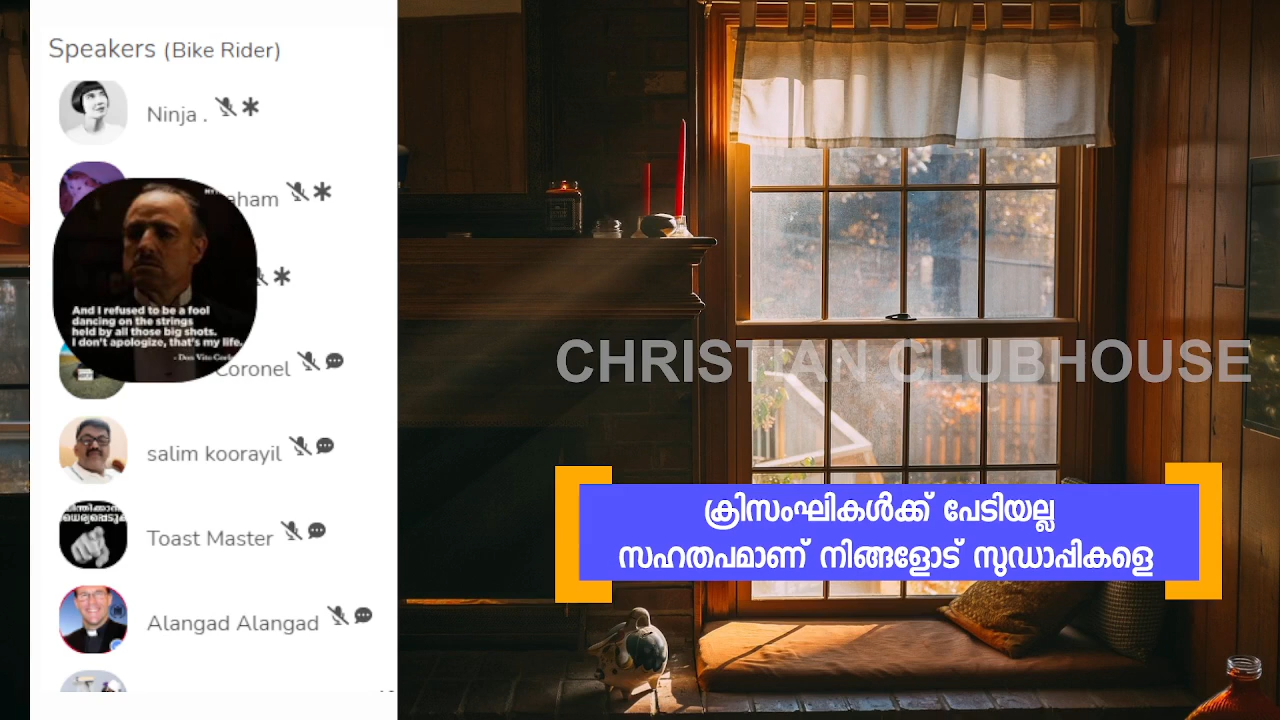 Speakers (Bike Rider)
Ninja .
aham
And I refused to be a fool
dancing on the strings
held by all those big shots.
I don't apologize, that's my life.
- Don Vito
Coronel
salim koorayil
Toast Master
Alangad Alangad
CHRISTIAN CLUBHOUSE
ക്രിസംഘികൾക്ക് പേടിയല്ല
സഹതപമാണ് നിങ്ങളോട് സുഡാപ്പികളെ